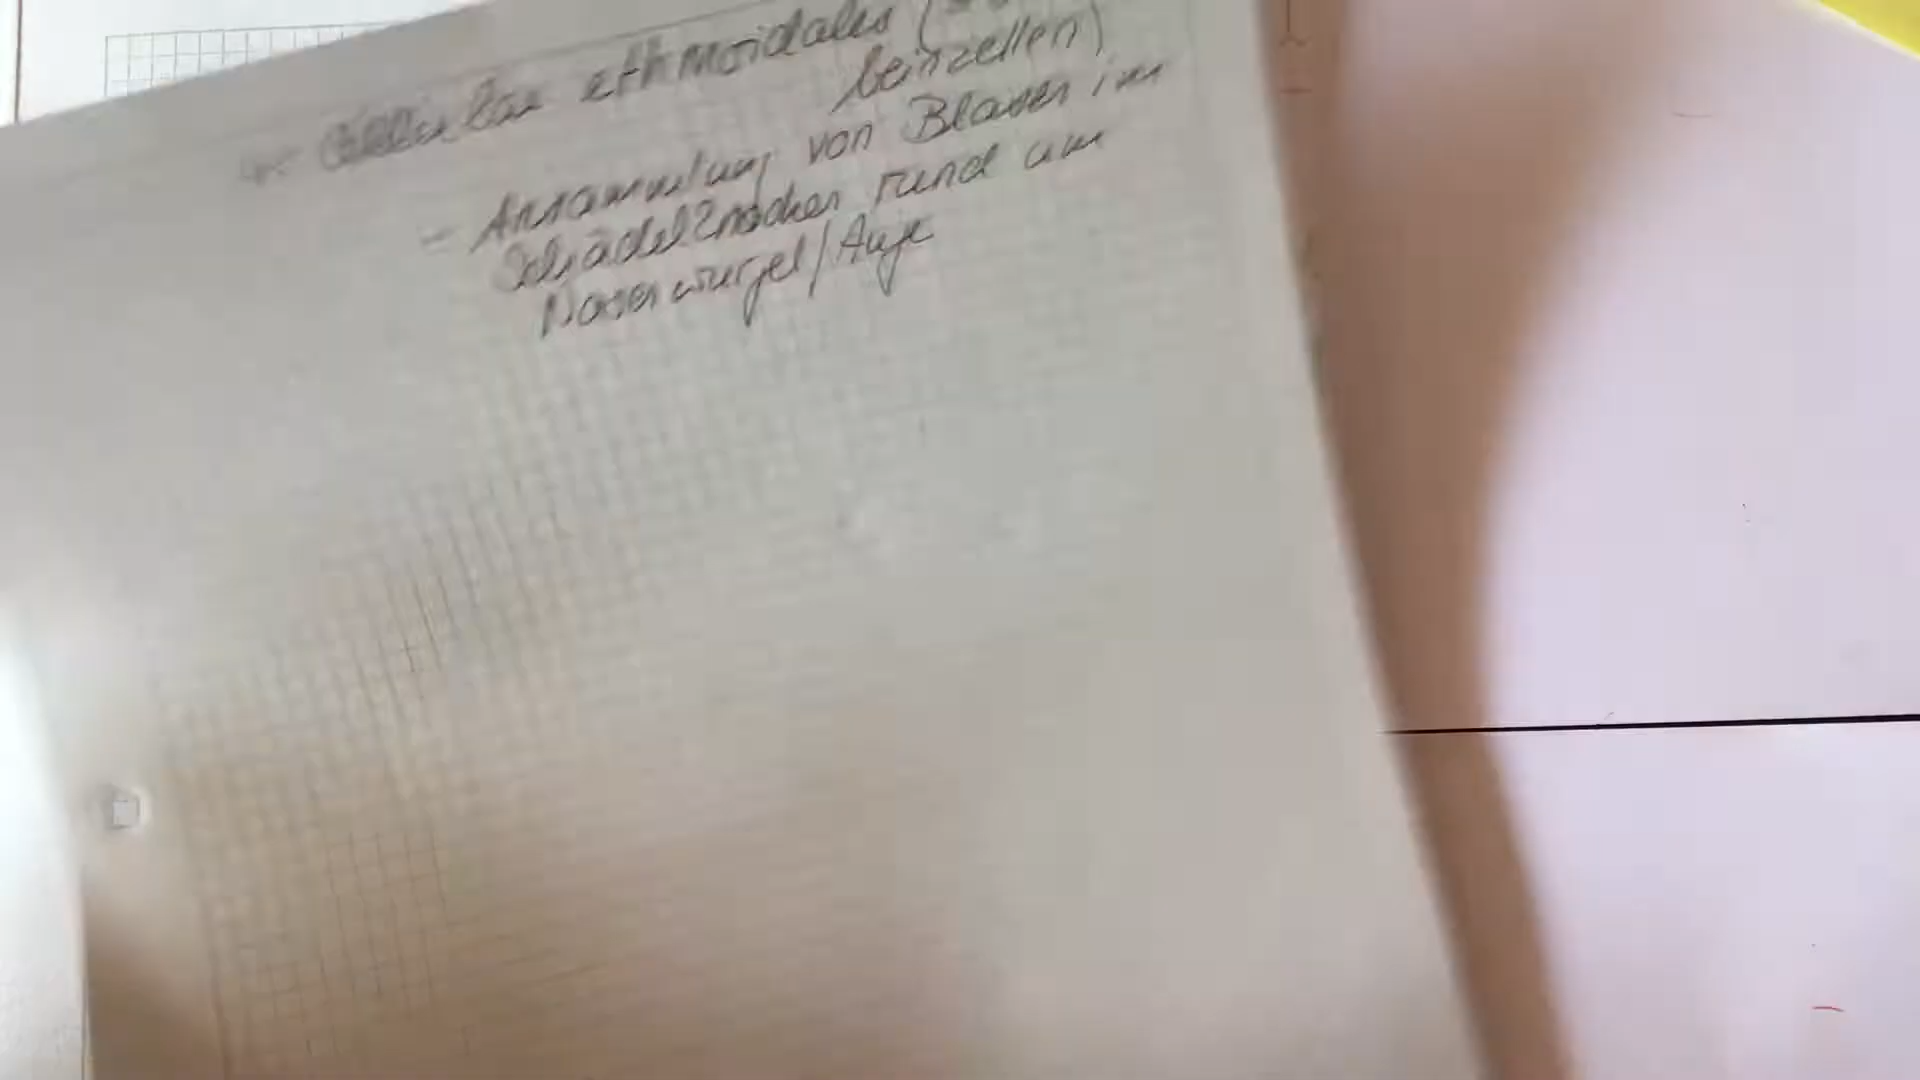 Cellulae ethmoidales (
beinzellen)
- Ansammlung von Blasen im
Schädelknochen rund um
Nasenwurzel/Auge